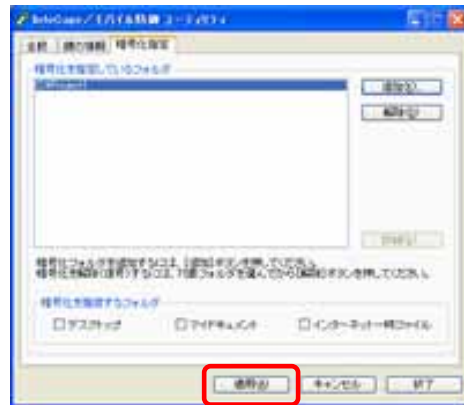 InfoCage／モバイル防御 ユーティリティ
名前 鍵の情報 暗号化指定
暗号化を指定しているフォルダ
追加(D)...
解除(U)
暗号化フォルダを追加するには、[追加]ボタンを押してください。
暗号化を解除(復号)するには、対象フォルダを選んでから[解除]ボタンを押してください。
暗号化を指定するフォルダ
デスクトップ マイドキュメント インターネット一時ファイル
適用(A) キャンセル 終了